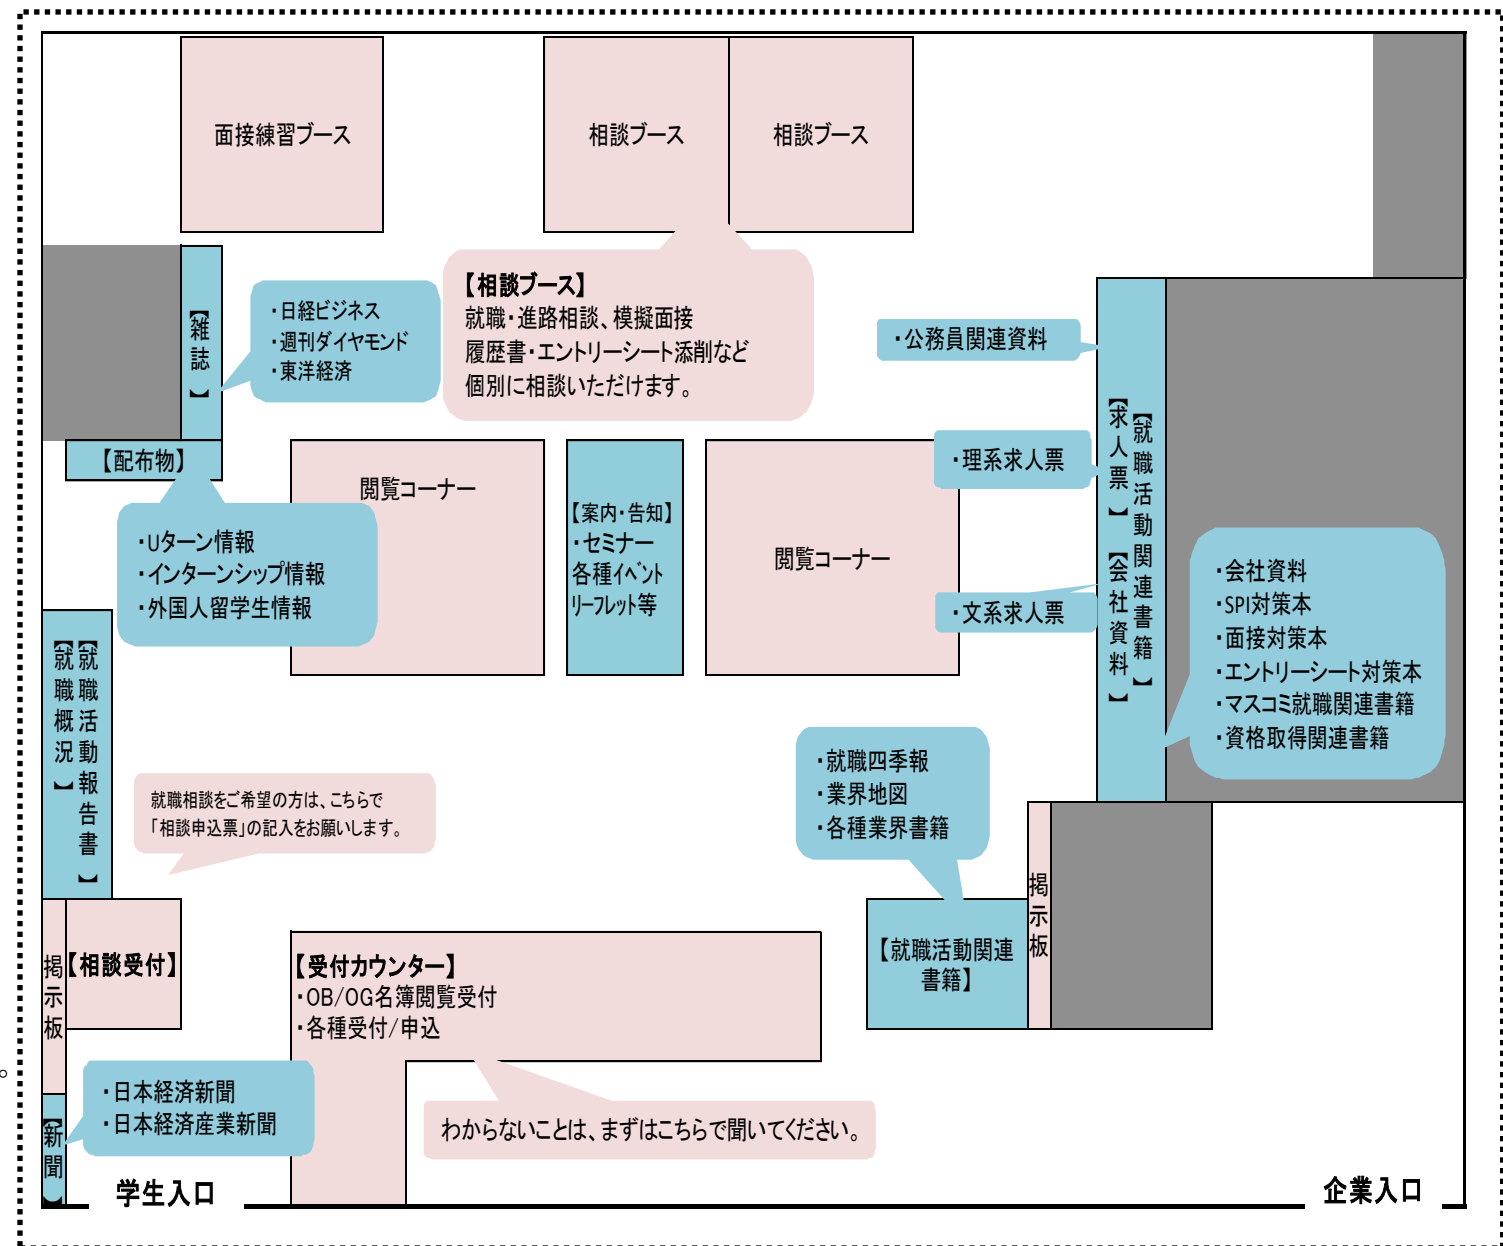 面接練習ブース
相談ブース
相談ブース
【相談ブース】
就職・進路相談、模擬面接
履歴書・エントリーシート添削など
個別に相談いただけます。
【雑誌】
・日経ビジネス
・週刊ダイヤモンド
・東洋経済
・公務員関連資料
【配布物】
・Uターン情報
・インターンシップ情報
・外国人留学生情報
閲覧コーナー
【案内・告知】
・セミナー
各種イベント
リーフレット等
閲覧コーナー
・理系求人票
・文系求人票
【就職活動関連書籍】
【求人票】【会社資料】
・会社資料
・SPI対策本
・面接対策本
・エントリーシート対策本
・マスコミ就職関連書籍
・資格取得関連書籍
【就職活動報告書】
【就職概況】
就職相談をご希望の方は、こちらで
「相談申込票」の記入をお願いします。
・就職四季報
・業界地図
・各種業界書籍
掲示板
【就職活動関連
書籍】
掲示板
【相談受付】
【受付カウンター】
・OB/OG名簿閲覧受付
・各種受付/申込
。
・日本経済新聞
・日本経済産業新聞
【新聞】
わからないことは、まずはこちらで聞いてください。
学生入口
企業入口